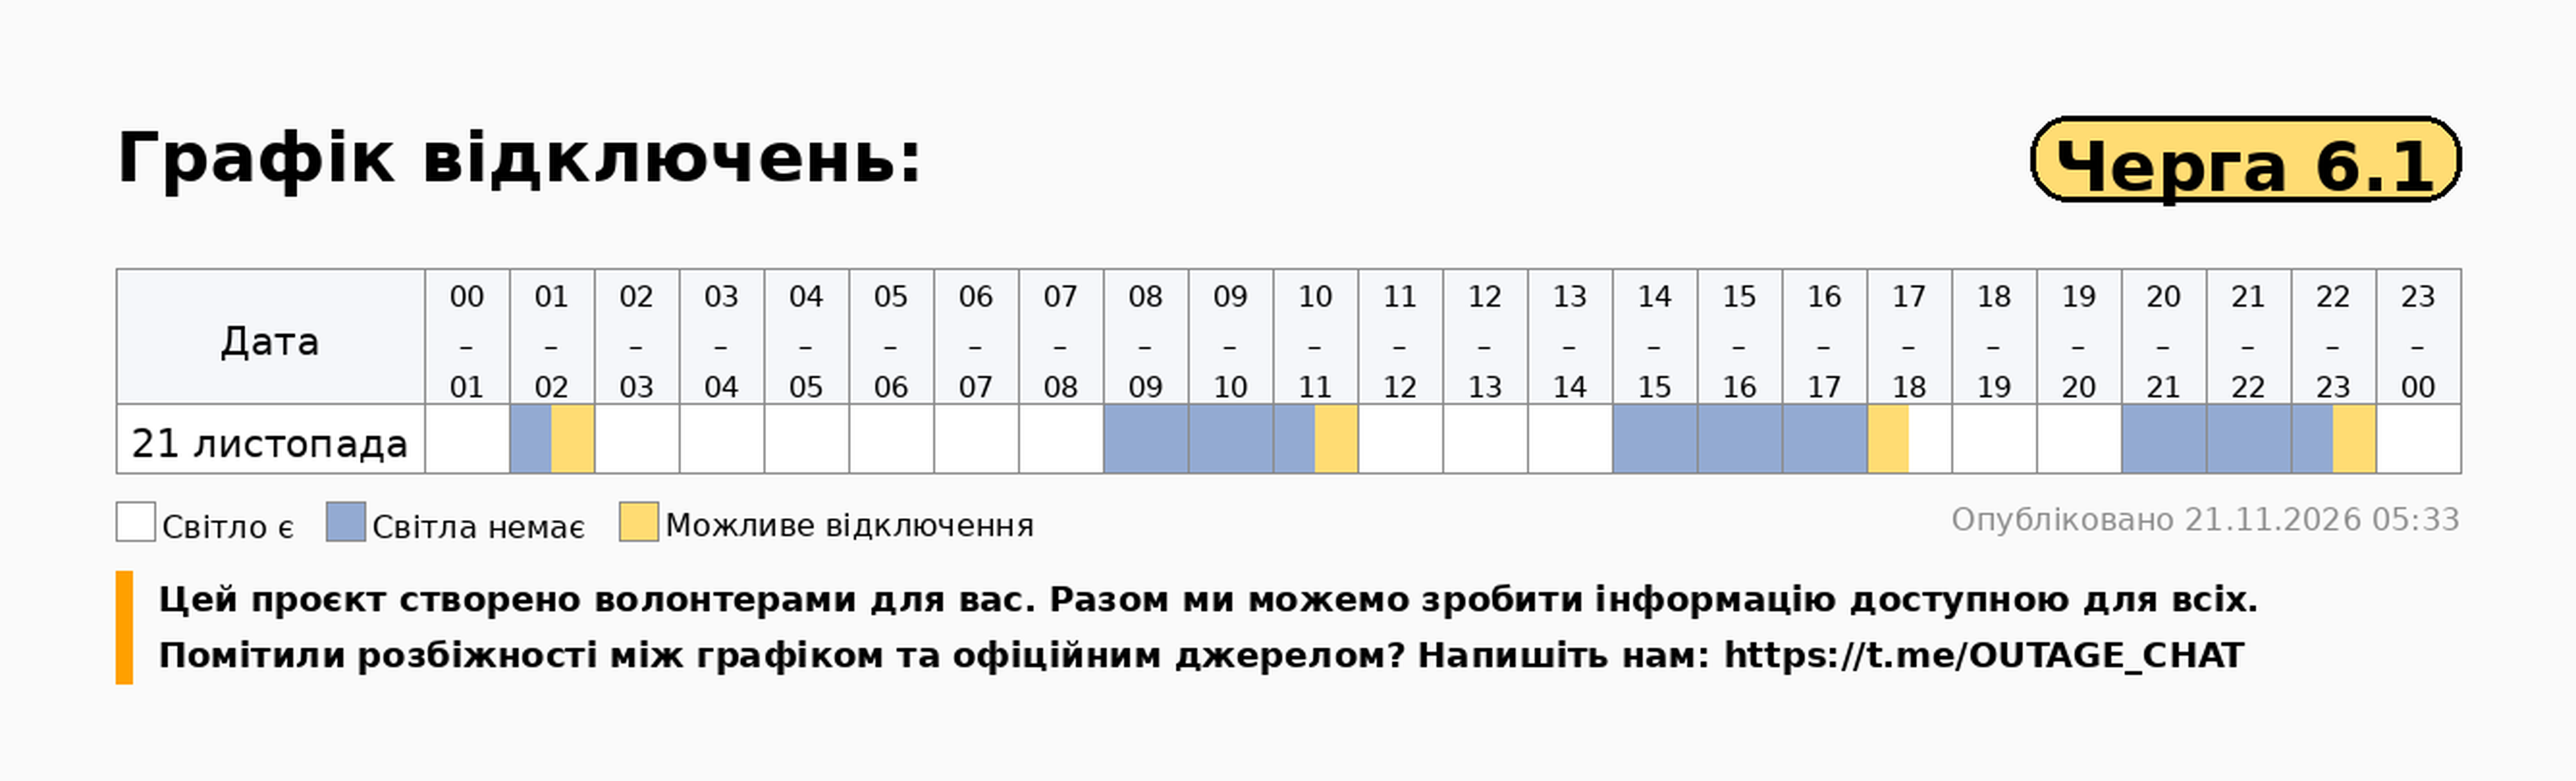 Графік відключень:
Черга 6.1
Дата 00 – 01 01 – 02 02 – 03 03 – 04 04 – 05 05 – 06 06 – 07 07 – 08 08 – 09 09 – 10 10 – 11 11 – 12 12 – 13 13 – 14 14 – 15 15 – 16 16 – 17 17 – 18 18 – 19 19 – 20 20 – 21 21 – 22 22 – 23 23 – 00
21 листопада
Світло є Світла немає Можливе відключення
Опубліковано 21.11.2026 05:33
Цей проєкт створено волонтерами для вас. Разом ми можемо зробити інформацію доступною для всіх.
Помітили розбіжності між графіком та офіційним джерелом? Напишіть нам: https://t.me/OUTAGE_CHAT